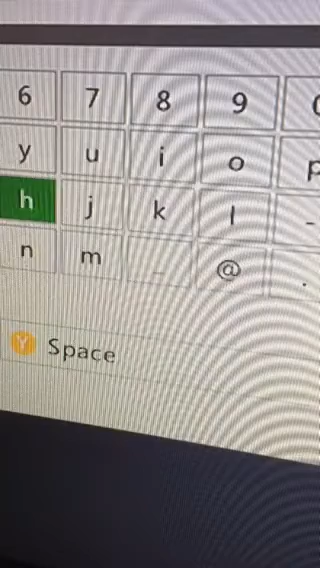 6 7 8 9
y u i o p
h j k l -
n m _ @ .
Y Space